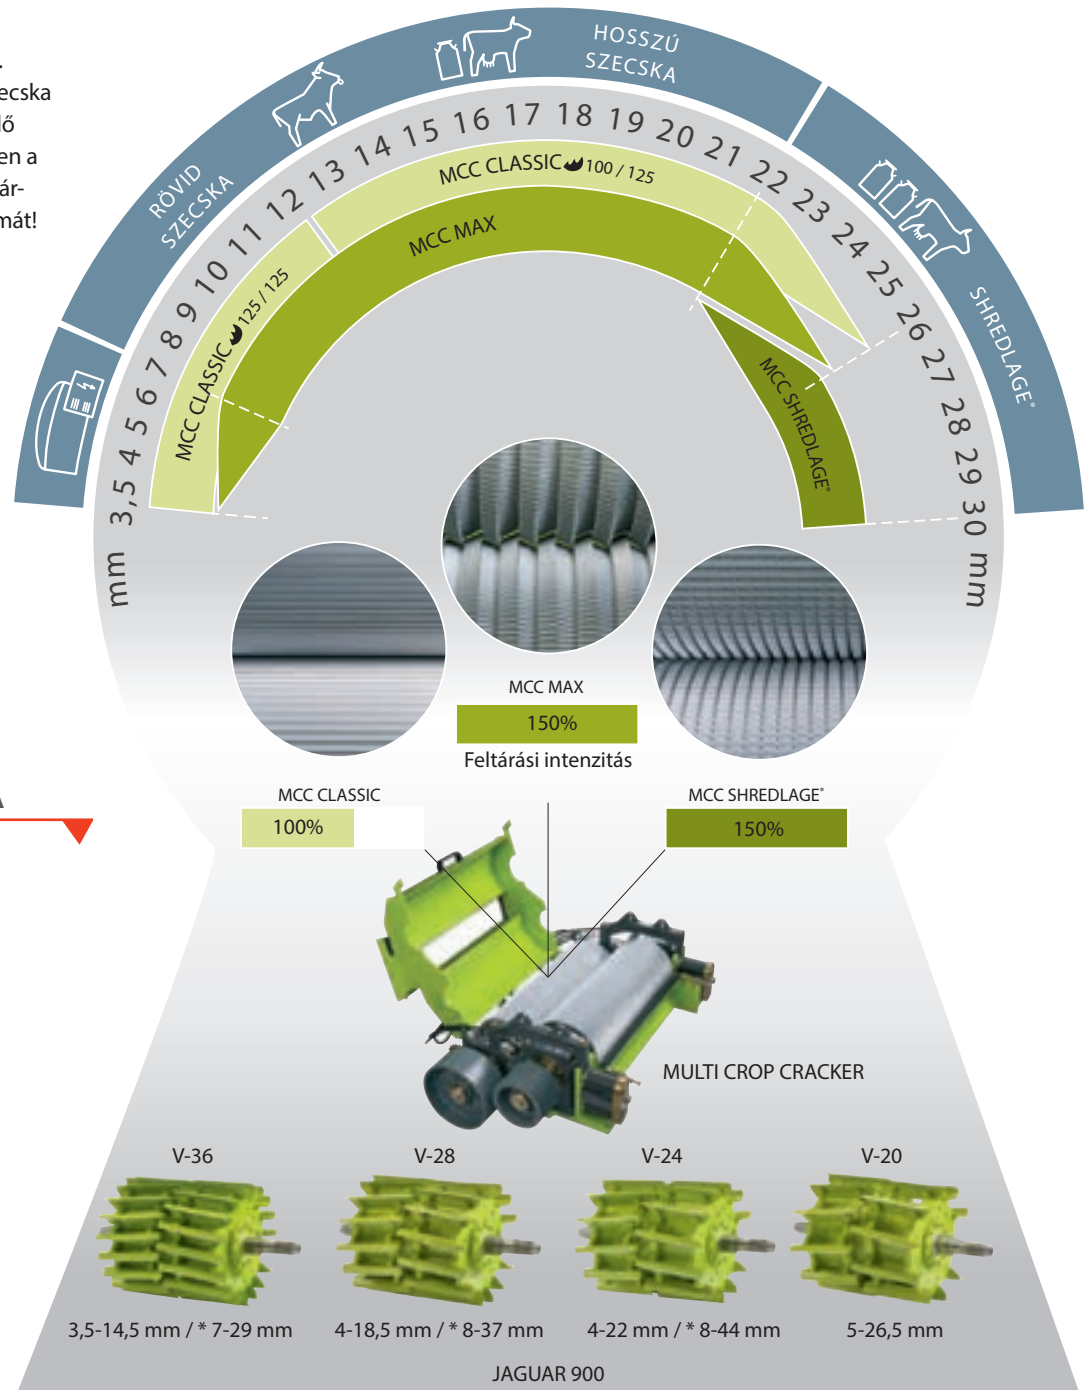 .
ecska
lő
en a
ár-
mát!
RÖVID
SZECSKA
HOSSZÚ
SZECSKA
SHREDLAGE®
mm 3,5 4 5 6 7 8 9 10 11 12 13 14 15 16 17 18 19 20 21 22 23 24 25 26 27 28 29 30 mm
MCC CLASSIC 125 / 125
MCC CLASSIC 100 / 125
MCC MAX
MCC SHREDLAGE®
MCC MAX
150%
Feltárási intenzitás
MCC CLASSIC
100%
MCC SHREDLAGE®
150%
A
MULTI CROP CRACKER
V-36
V-28
V-24
V-20
3,5-14,5 mm / * 7-29 mm
4-18,5 mm / * 8-37 mm
4-22 mm / * 8-44 mm
5-26,5 mm
JAGUAR 900